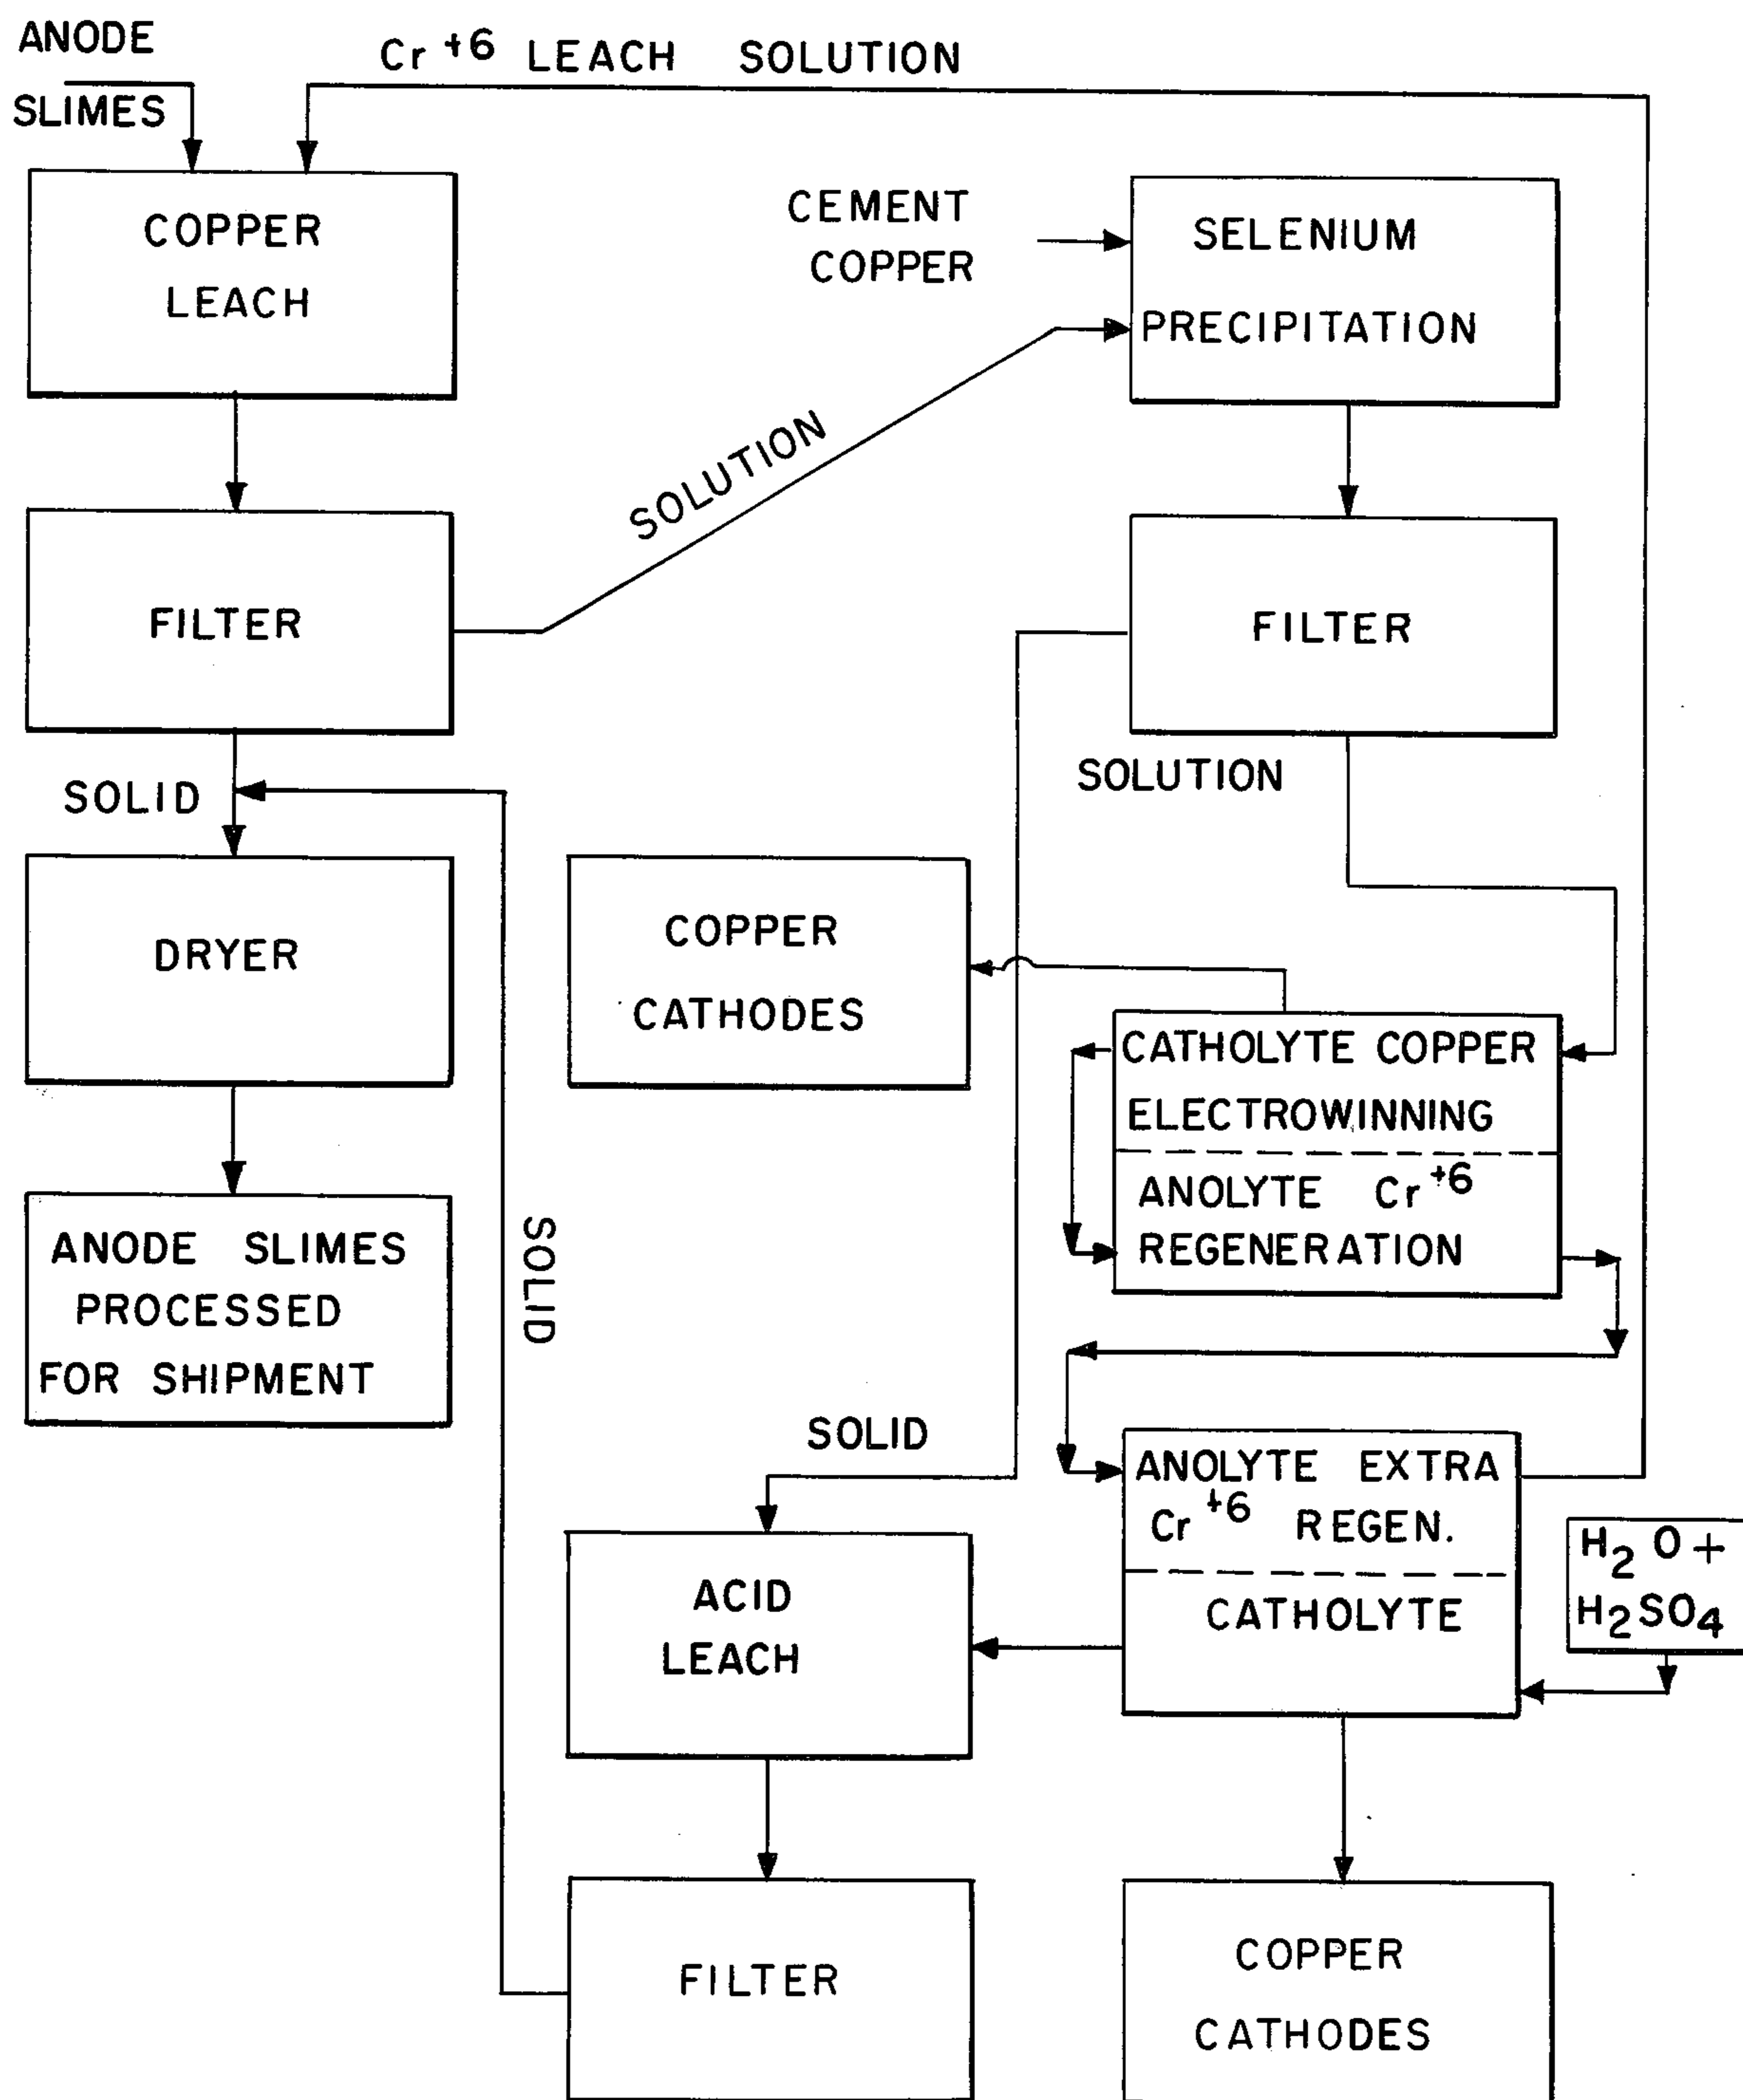 ANODE
SLIMES
Cr +6 LEACH SOLUTION
COPPER
LEACH
CEMENT
COPPER
SELENIUM
PRECIPITATION
SOLUTION
FILTER
FILTER
SOLID
SOLUTION
DRYER
COPPER
CATHODES
CATHOLYTE COPPER
ELECTROWINNING
ANOLYTE Cr+6
REGENERATION
ANODE SLIMES
PROCESSED
FOR SHIPMENT
SOLID
SOLID
ANOLYTE EXTRA
Cr +6 REGEN.
CATHOLYTE
H2O +
H2SO4
ACID
LEACH
FILTER
COPPER
CATHODES